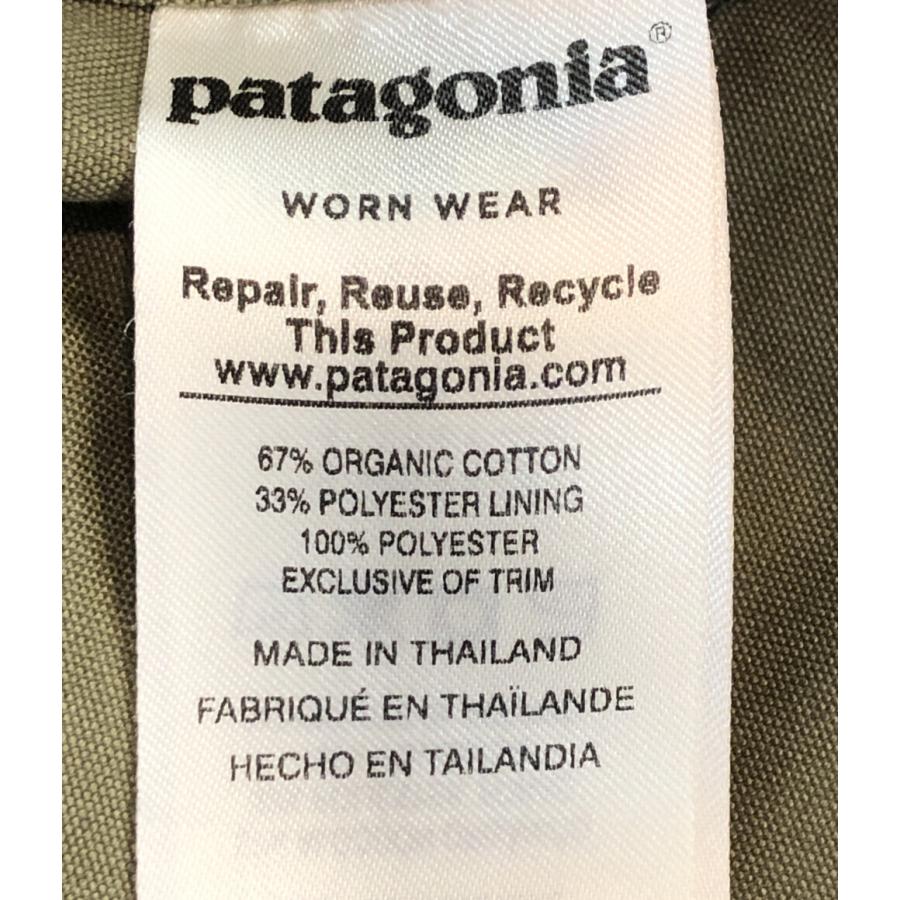 patagonia®
WORN WEAR
Repair, Reuse, Recycle
This Product
www.patagonia.com
67% ORGANIC COTTON
33% POLYESTER LINING
100% POLYESTER
EXCLUSIVE OF TRIM
MADE IN THAILAND
FABRIQUÉ EN THAÏLANDE
HECHO EN TAILANDIA